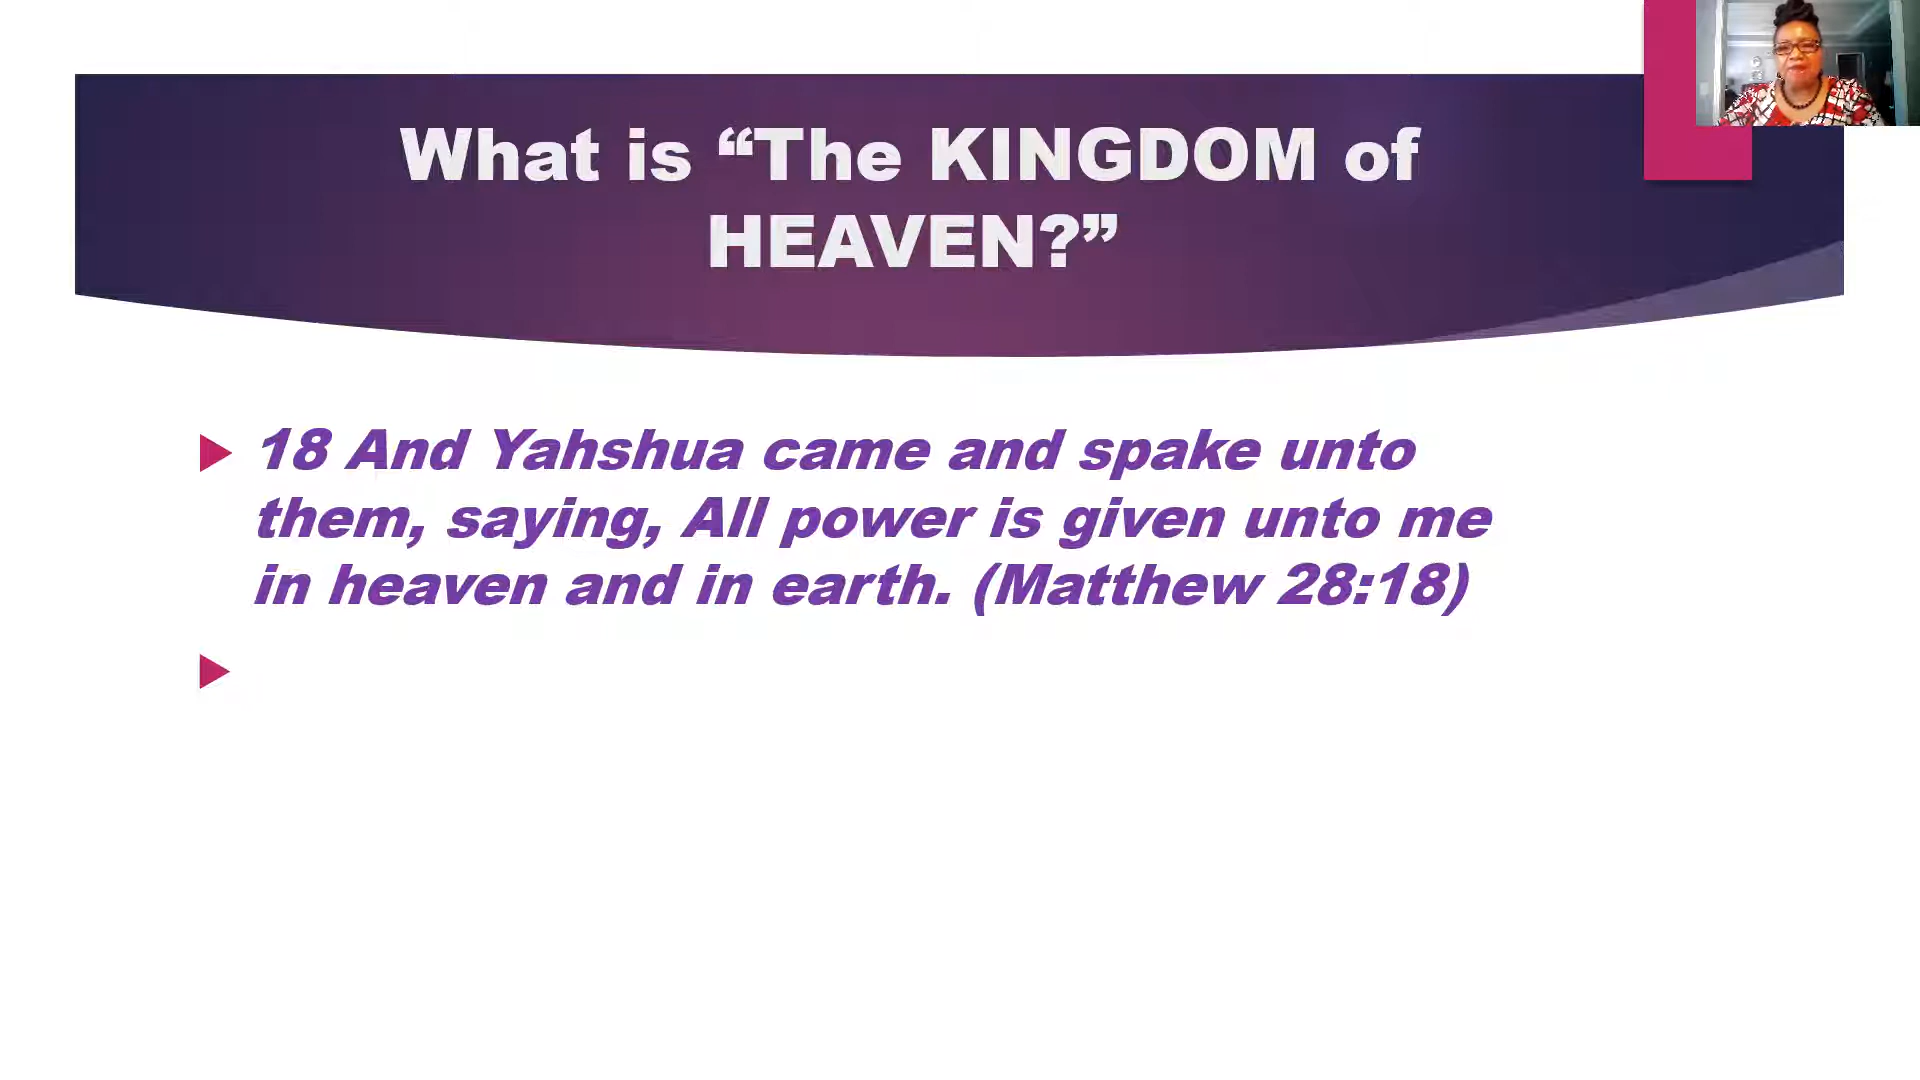 What is “The KINGDOM of
HEAVEN?”
18 And Yahshua came and spake unto
them, saying, All power is given unto me
in heaven and in earth. (Matthew 28:18)